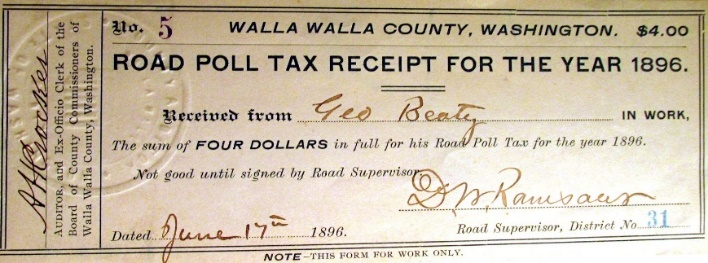 No. 5 WALLA WALLA COUNTY, WASHINGTON. $4.00
ROAD POLL TAX RECEIPT FOR THE YEAR 1896.
Received from Geo Beaty IN WORK,
The sum of FOUR DOLLARS in full for his Road Poll Tax for the year 1896.
Not good until signed by Road Supervisor.
D W Ramsaur
Dated June 17th 1896. Road Supervisor, District No. 31
NOTE–THIS FORM FOR WORK ONLY.
A H Crocker
AUDITOR, and Ex-Officio Clerk of the
Board of County Commissioners of
Walla Walla County, Washington.